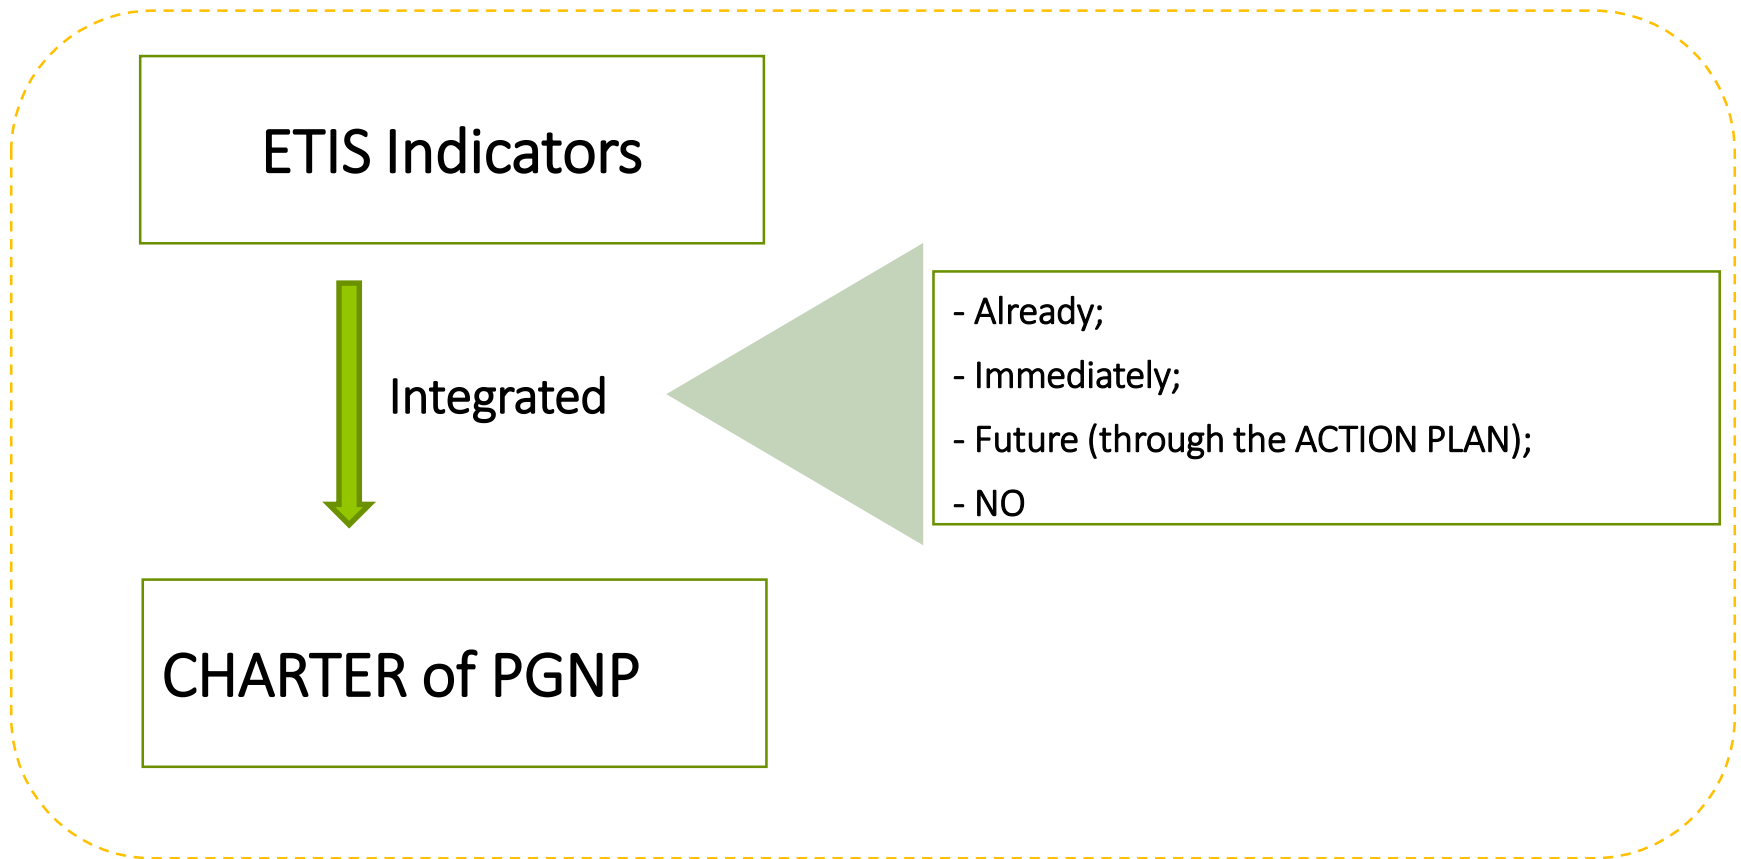 ETIS Indicators
Integrated
- Already;
- Immediately;
- Future (through the ACTION PLAN);
- NO
CHARTER of PGNP